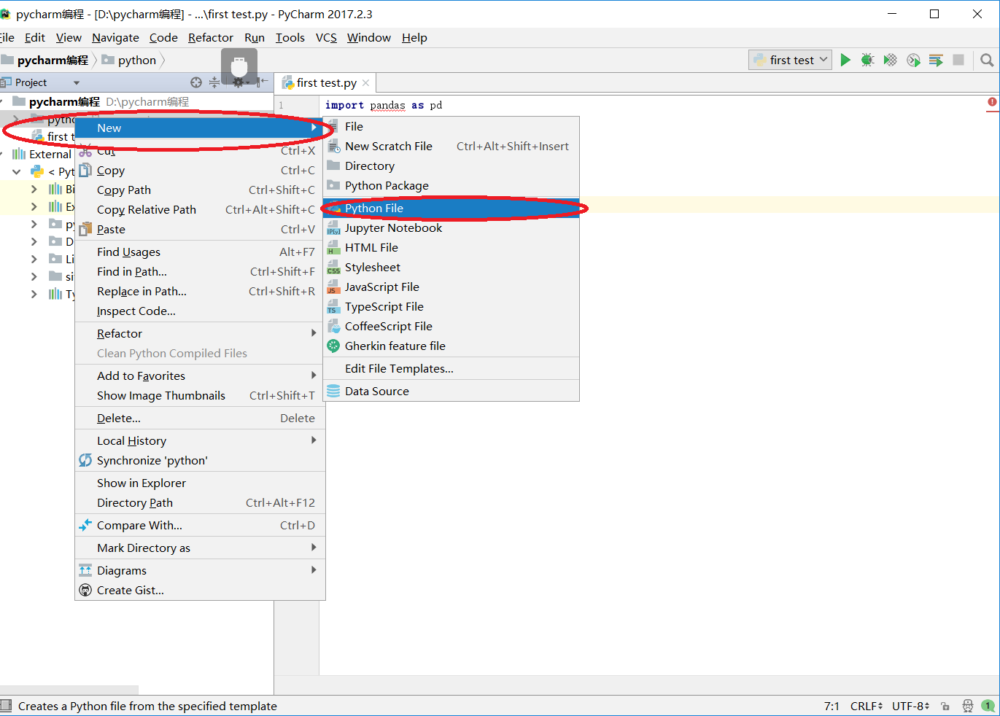 pycharm编程 - [D:\pycharm编程] - ...\first test.py - PyCharm 2017.2.3
File Edit View Navigate Code Refactor Run Tools VCS Window Help
pycharm编程 python
first test
Project
first test.py
pycharm编程 D:\pycharm编程
1
import pandas as pd
first t
External
< Pyt
Bi
Ex
py
D
Li
si
Ty
New
Cut Ctrl+X
Copy Ctrl+C
Copy Path Ctrl+Shift+C
Copy Relative Path Ctrl+Alt+Shift+C
Paste Ctrl+V
Find Usages Alt+F7
Find in Path... Ctrl+Shift+F
Replace in Path... Ctrl+Shift+R
Inspect Code...
Refactor
Clean Python Compiled Files
Add to Favorites
Show Image Thumbnails Ctrl+Shift+T
Delete... Delete
Local History
Synchronize 'python'
Show in Explorer
Directory Path Ctrl+Alt+F12
Compare With... Ctrl+D
Mark Directory as
Diagrams
Create Gist...
File
New Scratch File Ctrl+Alt+Shift+Insert
Directory
Python Package
Python File
Jupyter Notebook
HTML File
Stylesheet
JavaScript File
TypeScript File
CoffeeScript File
Gherkin feature file
Edit File Templates...
Data Source
Creates a Python file from the specified template
7:1 CRLF UTF-8 1